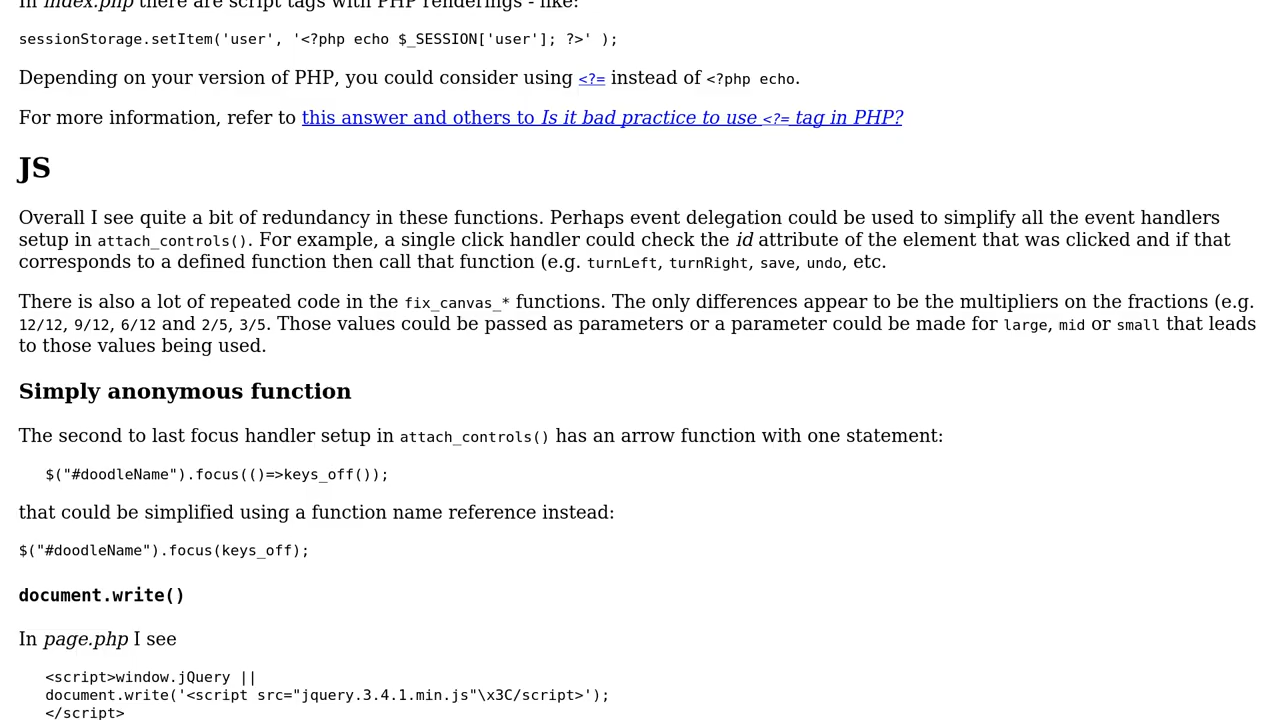 In index.php there are script tags with PHP renderings - like:
sessionStorage.setItem('user', '<?php echo $_SESSION['user']; ?>' );
Depending on your version of PHP, you could consider using <?= instead of <?php echo.
For more information, refer to this answer and others to Is it bad practice to use <?= tag in PHP?
JS
Overall I see quite a bit of redundancy in these functions. Perhaps event delegation could be used to simplify all the event handlers
setup in attach_controls(). For example, a single click handler could check the id attribute of the element that was clicked and if that
corresponds to a defined function then call that function (e.g. turnLeft, turnRight, save, undo, etc.
There is also a lot of repeated code in the fix_canvas_* functions. The only differences appear to be the multipliers on the fractions (e.g.
12/12, 9/12, 6/12 and 2/5, 3/5. Those values could be passed as parameters or a parameter could be made for large, mid or small that leads
to those values being used.
Simply anonymous function
The second to last focus handler setup in attach_controls() has an arrow function with one statement:
$("#doodleName").focus(()=>keys_off());
that could be simplified using a function name reference instead:
$("#doodleName").focus(keys_off);
document.write()
In page.php I see
<script>window.jQuery ||
document.write('<script src="jquery.3.4.1.min.js"\x3C/script>');
</script>